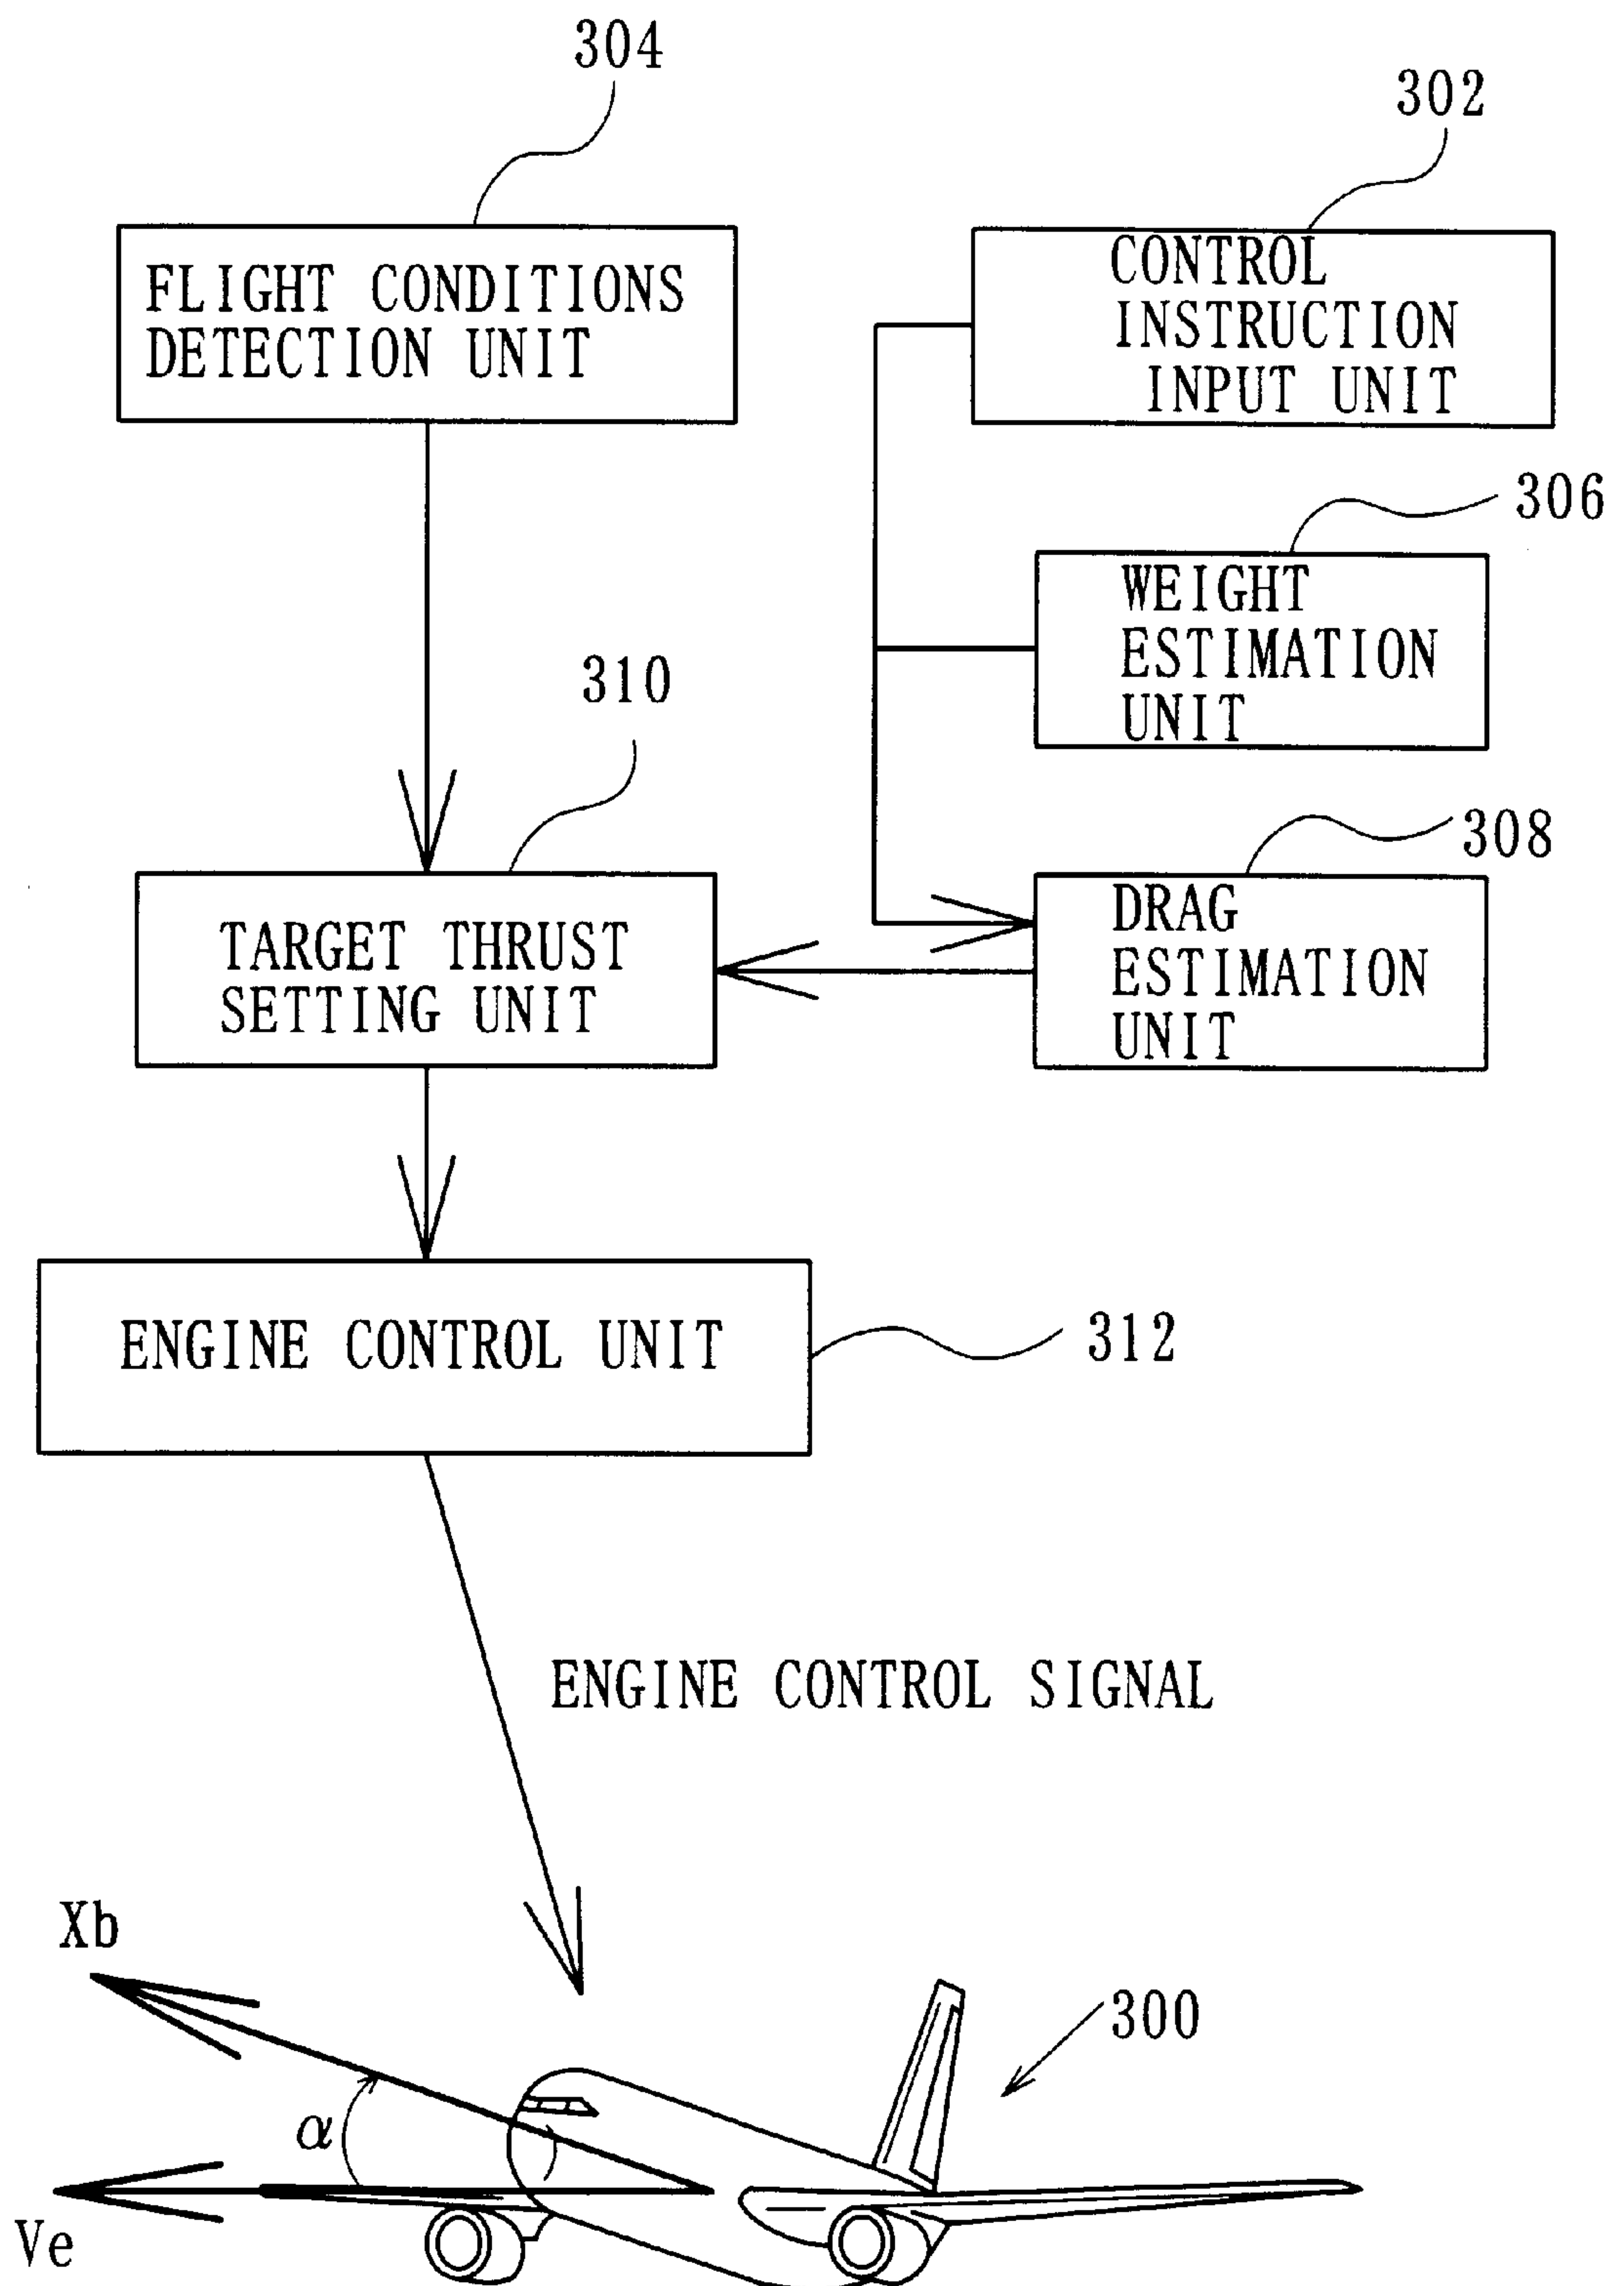 304
302
FLIGHT CONDITIONS
DETECTION UNIT
CONTROL
INSTRUCTION
INPUT UNIT
306
WEIGHT
ESTIMATION
UNIT
310
308
TARGET THRUST
SETTING UNIT
DRAG
ESTIMATION
UNIT
ENGINE CONTROL UNIT
312
ENGINE CONTROL SIGNAL
Xb
300
α
Ve